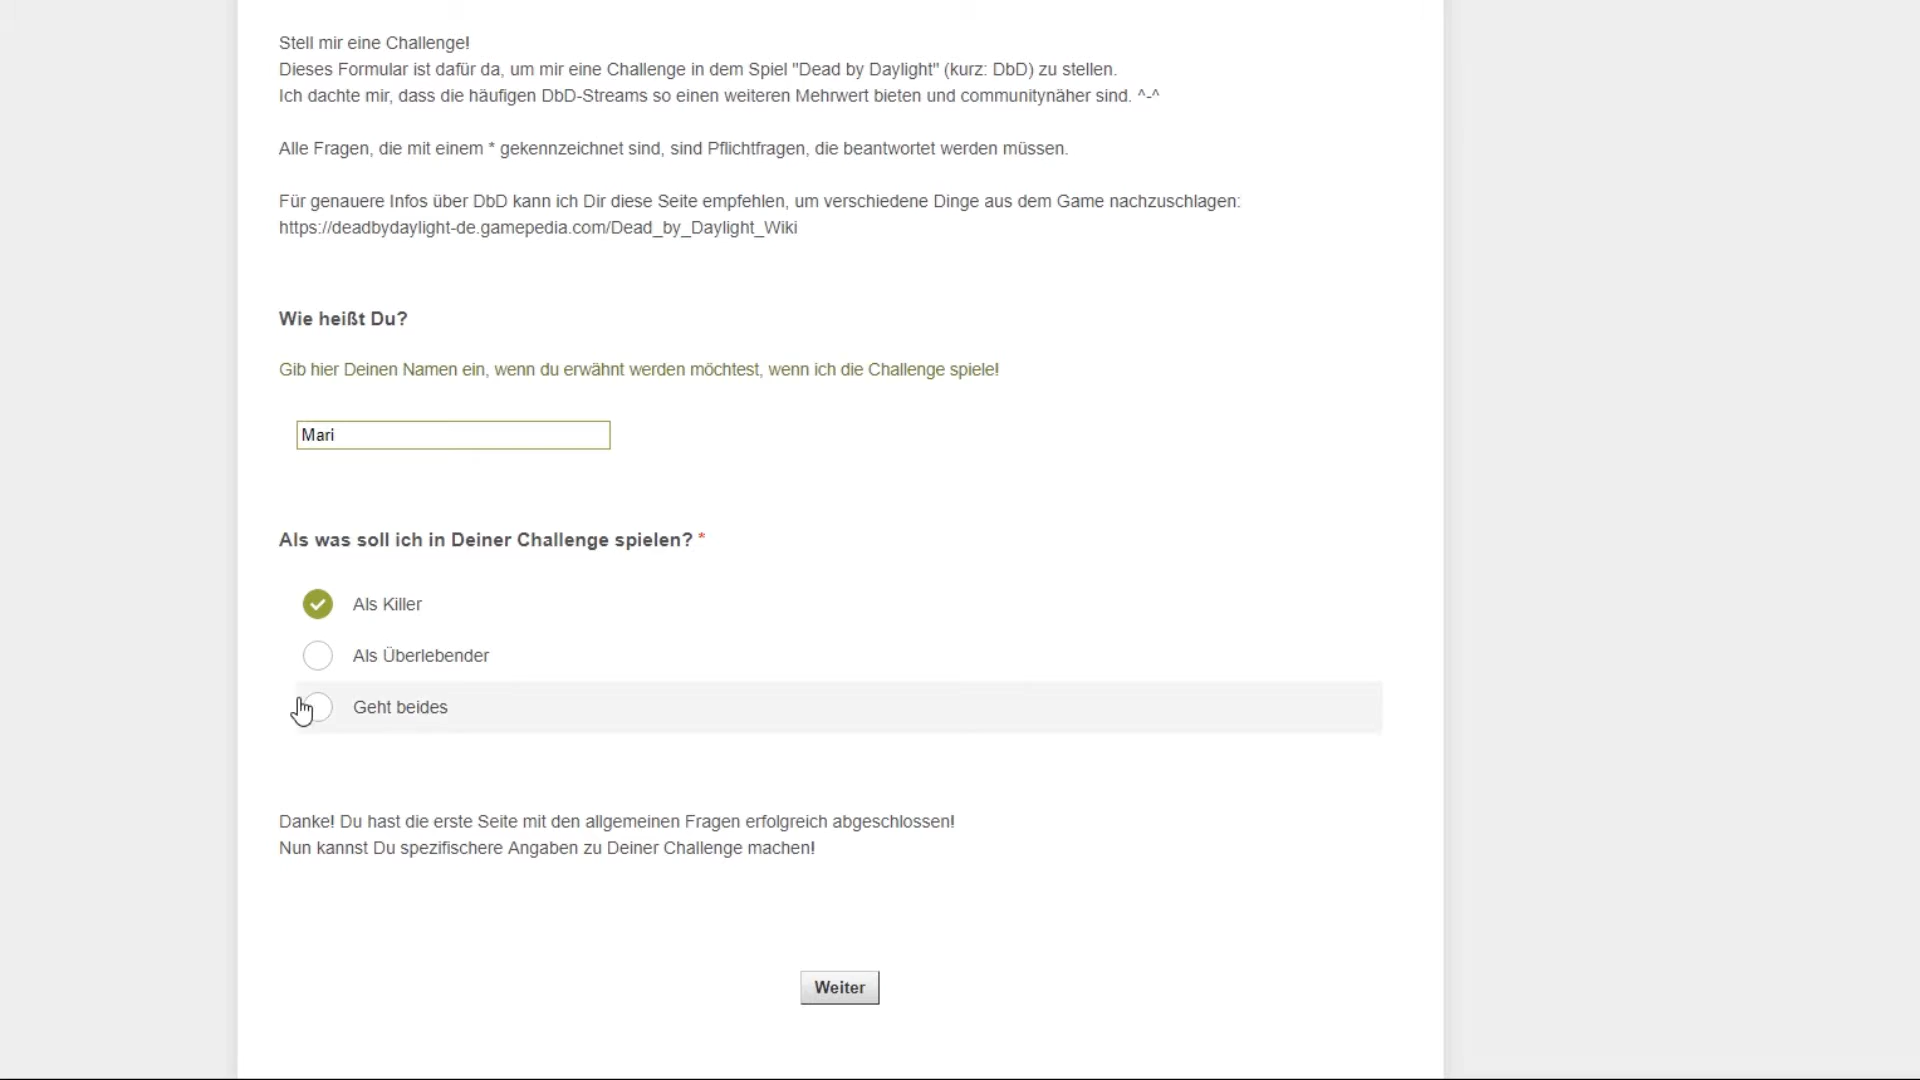 Stell mir eine Challenge!
Dieses Formular ist dafür da, um mir eine Challenge in dem Spiel "Dead by Daylight" (kurz: DbD) zu stellen.
Ich dachte mir, dass die häufigen DbD-Streams so einen weiteren Mehrwert bieten und communitynäher sind. ^-^
Alle Fragen, die mit einem * gekennzeichnet sind, sind Pflichtfragen, die beantwortet werden müssen.
Für genauere Infos über DbD kann ich Dir diese Seite empfehlen, um verschiedene Dinge aus dem Game nachzuschlagen:
https://deadbydaylight-de.gamepedia.com/Dead_by_Daylight_Wiki
Wie heißt Du?
Gib hier Deinen Namen ein, wenn du erwähnt werden möchtest, wenn ich die Challenge spiele!
Mari
Als was soll ich in Deiner Challenge spielen? *
Als Killer
Als Überlebender
Geht beides
Danke! Du hast die erste Seite mit den allgemeinen Fragen erfolgreich abgeschlossen!
Nun kannst Du spezifischere Angaben zu Deiner Challenge machen!
Weiter